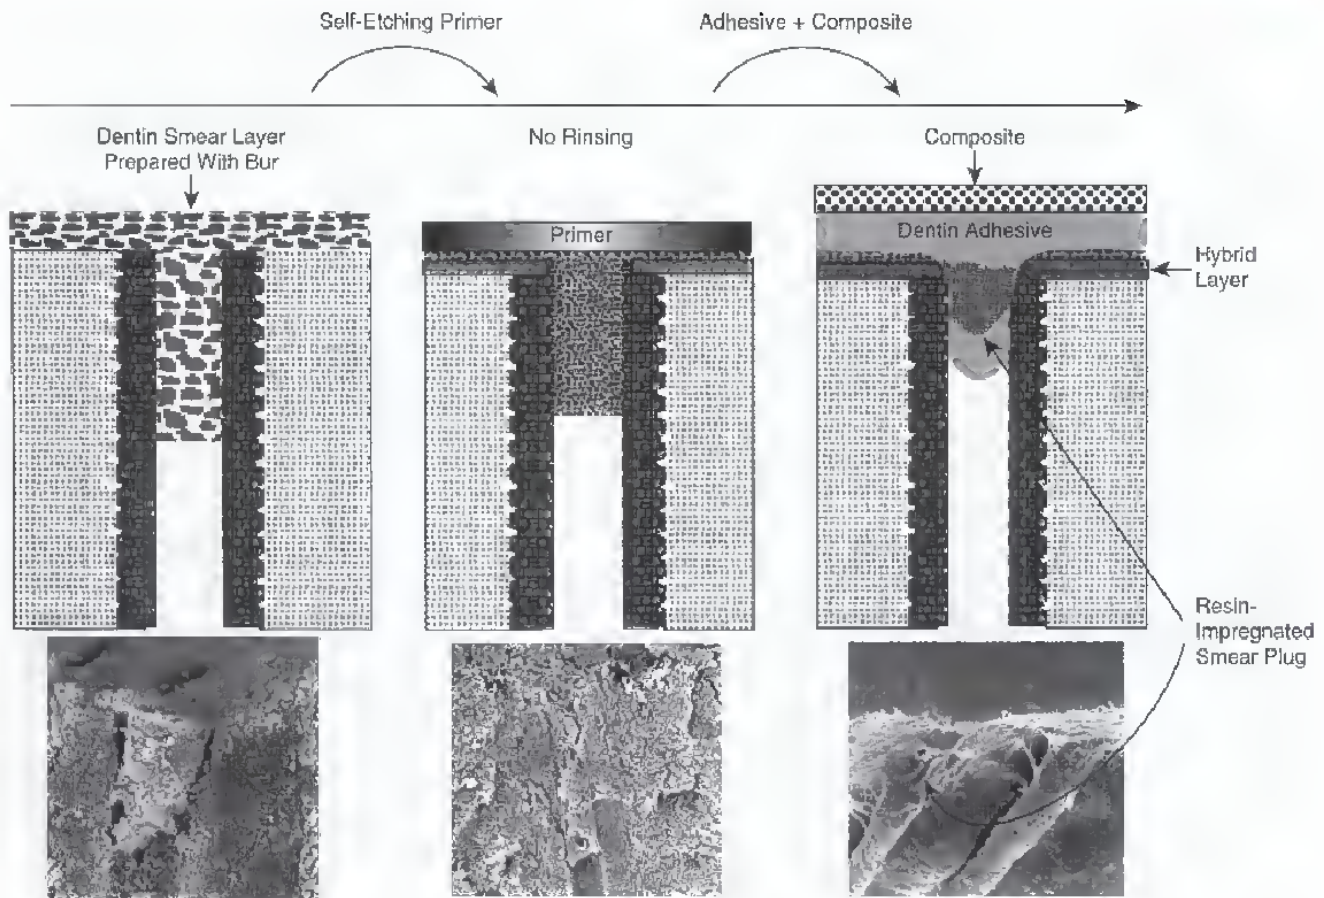 Self-Etching Primer
Adhesive + Composite
Dentin Smear Layer
Prepared With Bur
No Rinsing
Composite
Primer
Dentin Adhesive
Hybrid
Layer
Resin-
Impregnated
Smear Plug